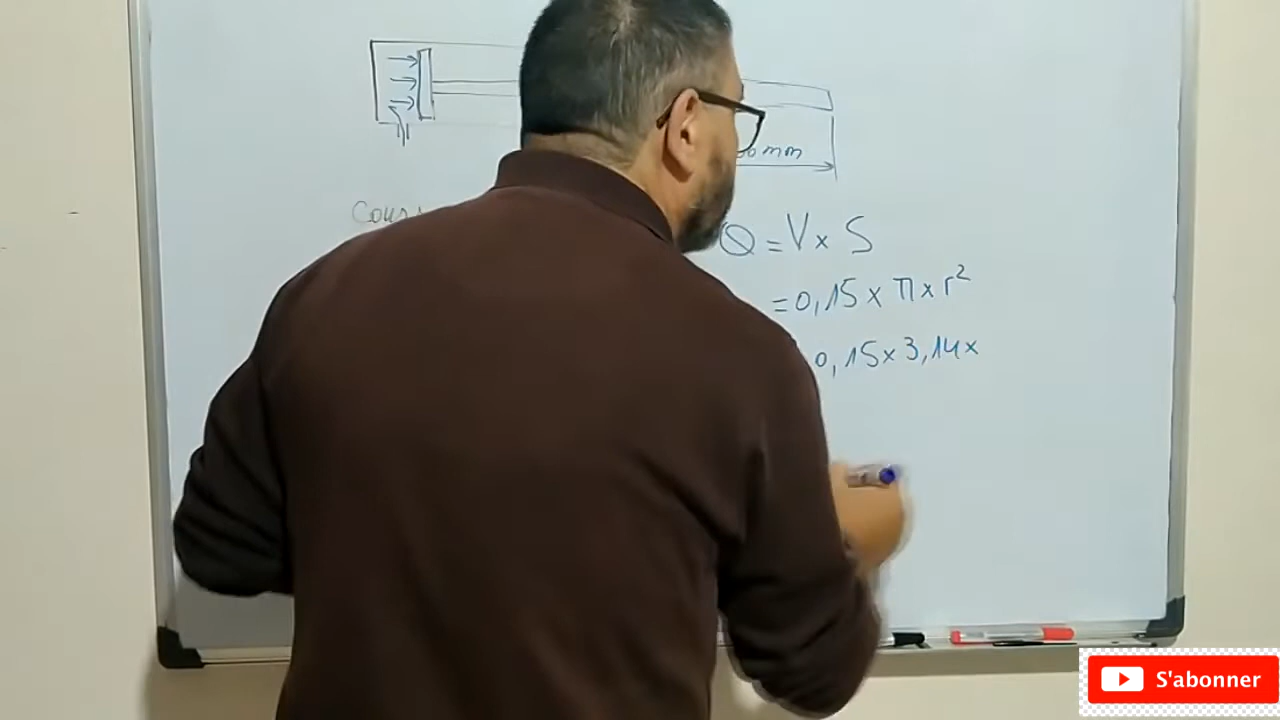 mm
Q = V x S
= 0,15 x π x r²
0,15 x 3,14 x
S'abonner